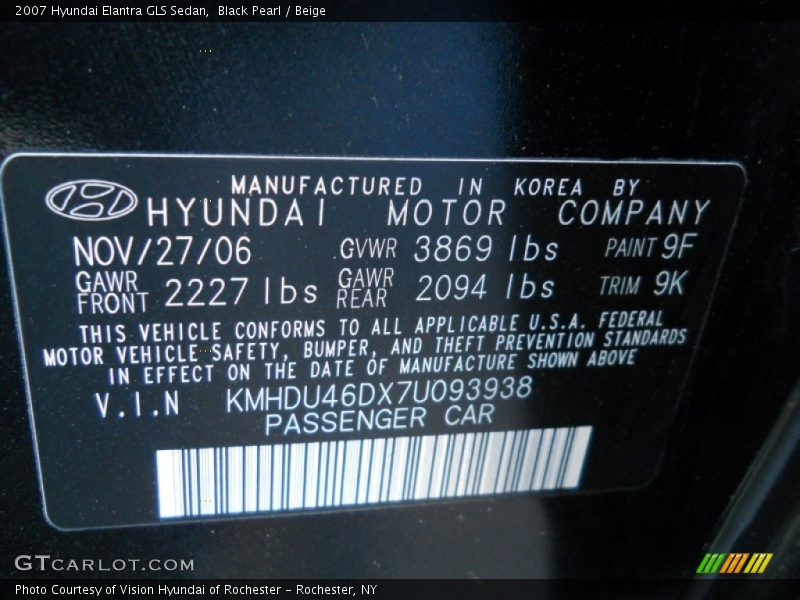 2007 Hyundai Elantra GLS Sedan,  Black Pearl / Beige
MANUFACTURED IN KOREA BY
HYUNDAI MOTOR COMPANY
NOV/27/06 GVWR 3869 lbs PAINT 9F
GAWR FRONT 2227 lbs GAWR REAR 2094 lbs TRIM 9K
THIS VEHICLE CONFORMS TO ALL APPLICABLE U.S.A. FEDERAL
MOTOR VEHICLE SAFETY, BUMPER, AND THEFT PREVENTION STANDARDS
IN EFFECT ON THE DATE OF MANUFACTURE SHOWN ABOVE
V.I.N KMHDU46DX7U093938
PASSENGER CAR
GTCARLOT.COM
Photo Courtesy of Vision Hyundai of Rochester - Rochester, NY